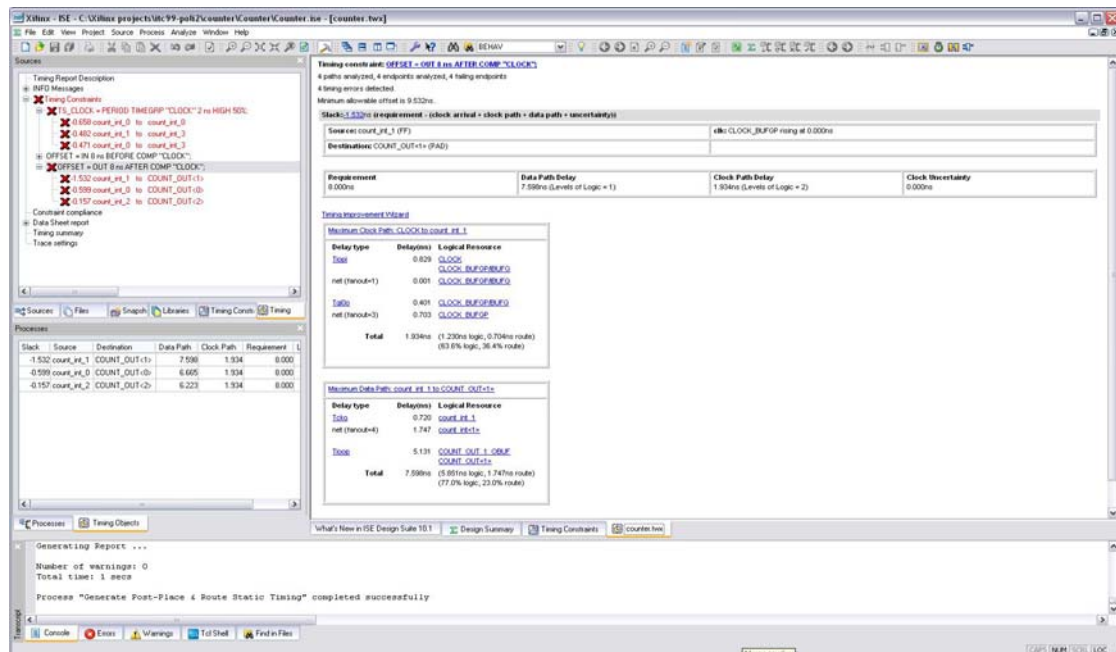 Xilinx - ISE - C:\Xilinx projects\itc99-poli2\counter\Counter\Counter.ise - [counter.twx]
File Edit View Project Source Process Analyze Window Help
BEHAV
Sources
Timing Report Description
INFO Messages
Timing Constraints
TS_CLOCK = PERIOD TIMEGRP "CLOCK" 2 ns HIGH 50%;
-0.658 count_int_0 to count_int_0
-0.482 count_int_1 to count_int_3
-0.471 count_int_0 to count_int_3
OFFSET = IN 8 ns BEFORE COMP "CLOCK";
OFFSET = OUT 8 ns AFTER COMP "CLOCK";
-1.532 count_int_1 to COUNT_OUT<1>
-0.599 count_int_0 to COUNT_OUT<0>
-0.157 count_int_2 to COUNT_OUT<2>
Constraint compliance
Data Sheet report
Timing summary
Trace settings
Sources Files Snapsh Libraries Timing Constr Timing
Processes
Slack Source Destination Data Path Clock Path Requirement L
-1.532 count_int_1 COUNT_OUT<1> 7.598 1.934 8.000
-0.599 count_int_0 COUNT_OUT<0> 6.665 1.934 8.000
-0.157 count_int_2 COUNT_OUT<2> 6.223 1.934 8.000
Processes Timing Objects
Timing constraint: OFFSET = OUT 8 ns AFTER COMP "CLOCK";
4 paths analyzed, 4 endpoints analyzed, 4 failing endpoints
4 timing errors detected.
Minimum allowable offset is 9.532ns.
Slack: -1.532ns (requirement - (clock arrival + clock path + data path + uncertainty))
Source: count_int_1 (FF) clk: CLOCK_BUFGP rising at 0.000ns
Destination: COUNT_OUT<1> (PAD)
Requirement Data Path Delay Clock Path Delay Clock Uncertainty
8.000ns 7.598ns (Levels of Logic = 1) 1.934ns (Levels of Logic = 2) 0.000ns
Timing Improvement Wizard
Maximum Clock Path: CLOCK to count_int_1
Delay type Delay(ns) Logical Resource
Tiopi 0.829 CLOCK
CLOCK_BUFGP/IBUFG
net (fanout=1) 0.001 CLOCK_BUFGP/IBUFG
Tgi0o 0.401 CLOCK_BUFGP/BUFG
net (fanout=3) 0.703 CLOCK_BUFGP
Total 1.934ns (1.230ns logic, 0.704ns route)
(63.6% logic, 36.4% route)
Maximum Data Path: count_int_1 to COUNT_OUT<1>
Delay type Delay(ns) Logical Resource
Tcko 0.720 count_int_1
net (fanout=4) 1.747 count_int<1>
Tioop 5.131 COUNT_OUT_1_OBUF
COUNT_OUT<1>
Total 7.598ns (5.851ns logic, 1.747ns route)
(77.0% logic, 23.0% route)
What's New in ISE Design Suite 10.1 Design Summary Timing Constraints counter.twx
Generating Report ...
Number of warnings: 0
Total time: 1 secs
Process "Generate Post-Place & Route Static Timing" completed successfully
Transcript
Console Errors Warnings Tcl Shell Find in Files
CAPS NUM SCRL LOC